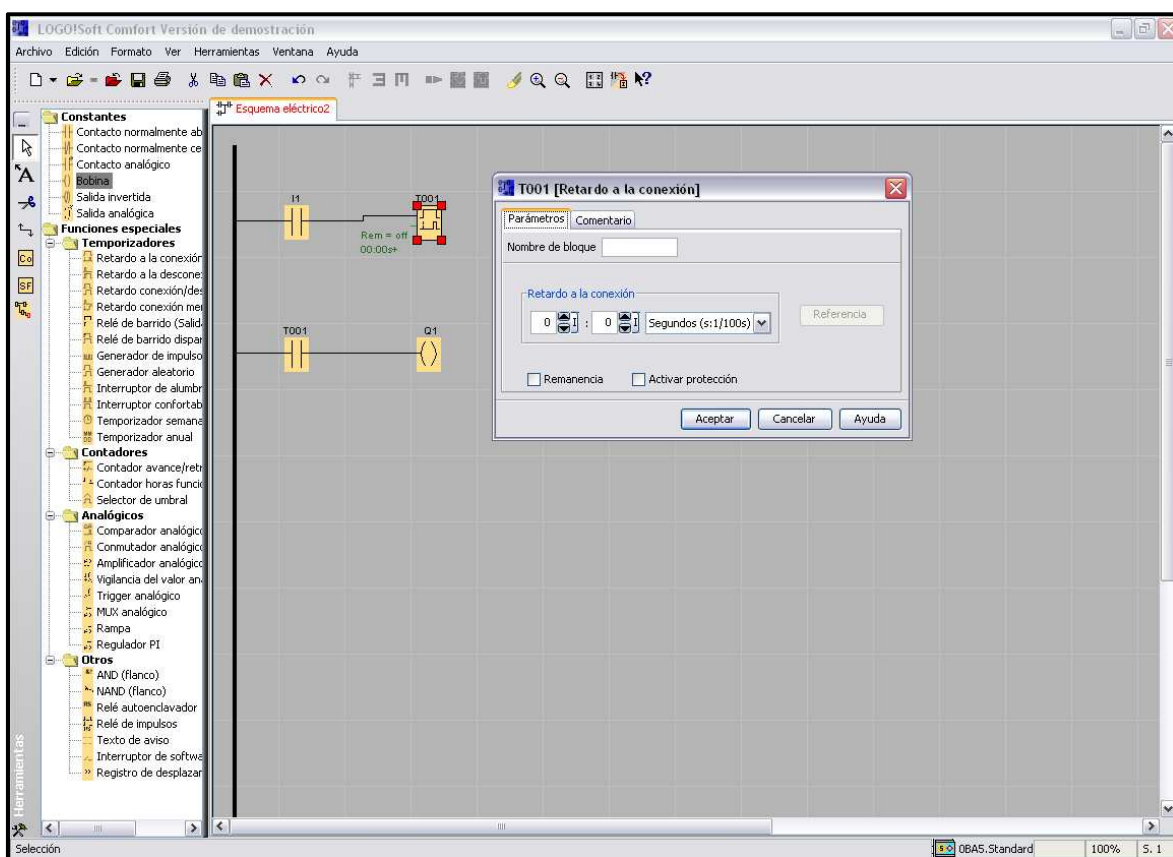 LOGO!Soft Comfort Versión de demostración
Archivo Edición Formato Ver Herramientas Ventana Ayuda
Esquema eléctrico2
Constantes
Contacto normalmente ab
Contacto normalmente ce
Contacto analógico
Bobina
Salida invertida
Salida analógica
Funciones especiales
Temporizadores
Retardo a la conexión
Retardo a la descone
Retardo conexión/des
Retardo conexión me
Relé de barrido (Salid
Relé de barrido dispar
Generador de impulso
Generador aleatorio
Interruptor de alumbr
Interruptor confortab
Temporizador semana
Temporizador anual
Contadores
Contador avance/retr
Contador horas funci
Selector de umbral
Analógicos
Comparador analógic
Conmutador analógic
Amplificador analógic
Vigilancia del valor an
Trigger analógico
MUX analógico
Rampa
Regulador PI
Otros
AND (flanco)
NAND (flanco)
Relé autoenclavador
Relé de impulsos
Texto de aviso
Interruptor de softwa
Registro de desplazar
A
Co
SF
Herramientas
I1
T001
Rem = off
00:00s+
T001
Q1
T001 [Retardo a la conexión]
Parámetros Comentario
Nombre de bloque
Retardo a la conexión
0 : 0 Segundos (s:1/100s)
Referencia
Remanencia Activar protección
Aceptar Cancelar Ayuda
Selección
0BA5.Standard 100% S. 1